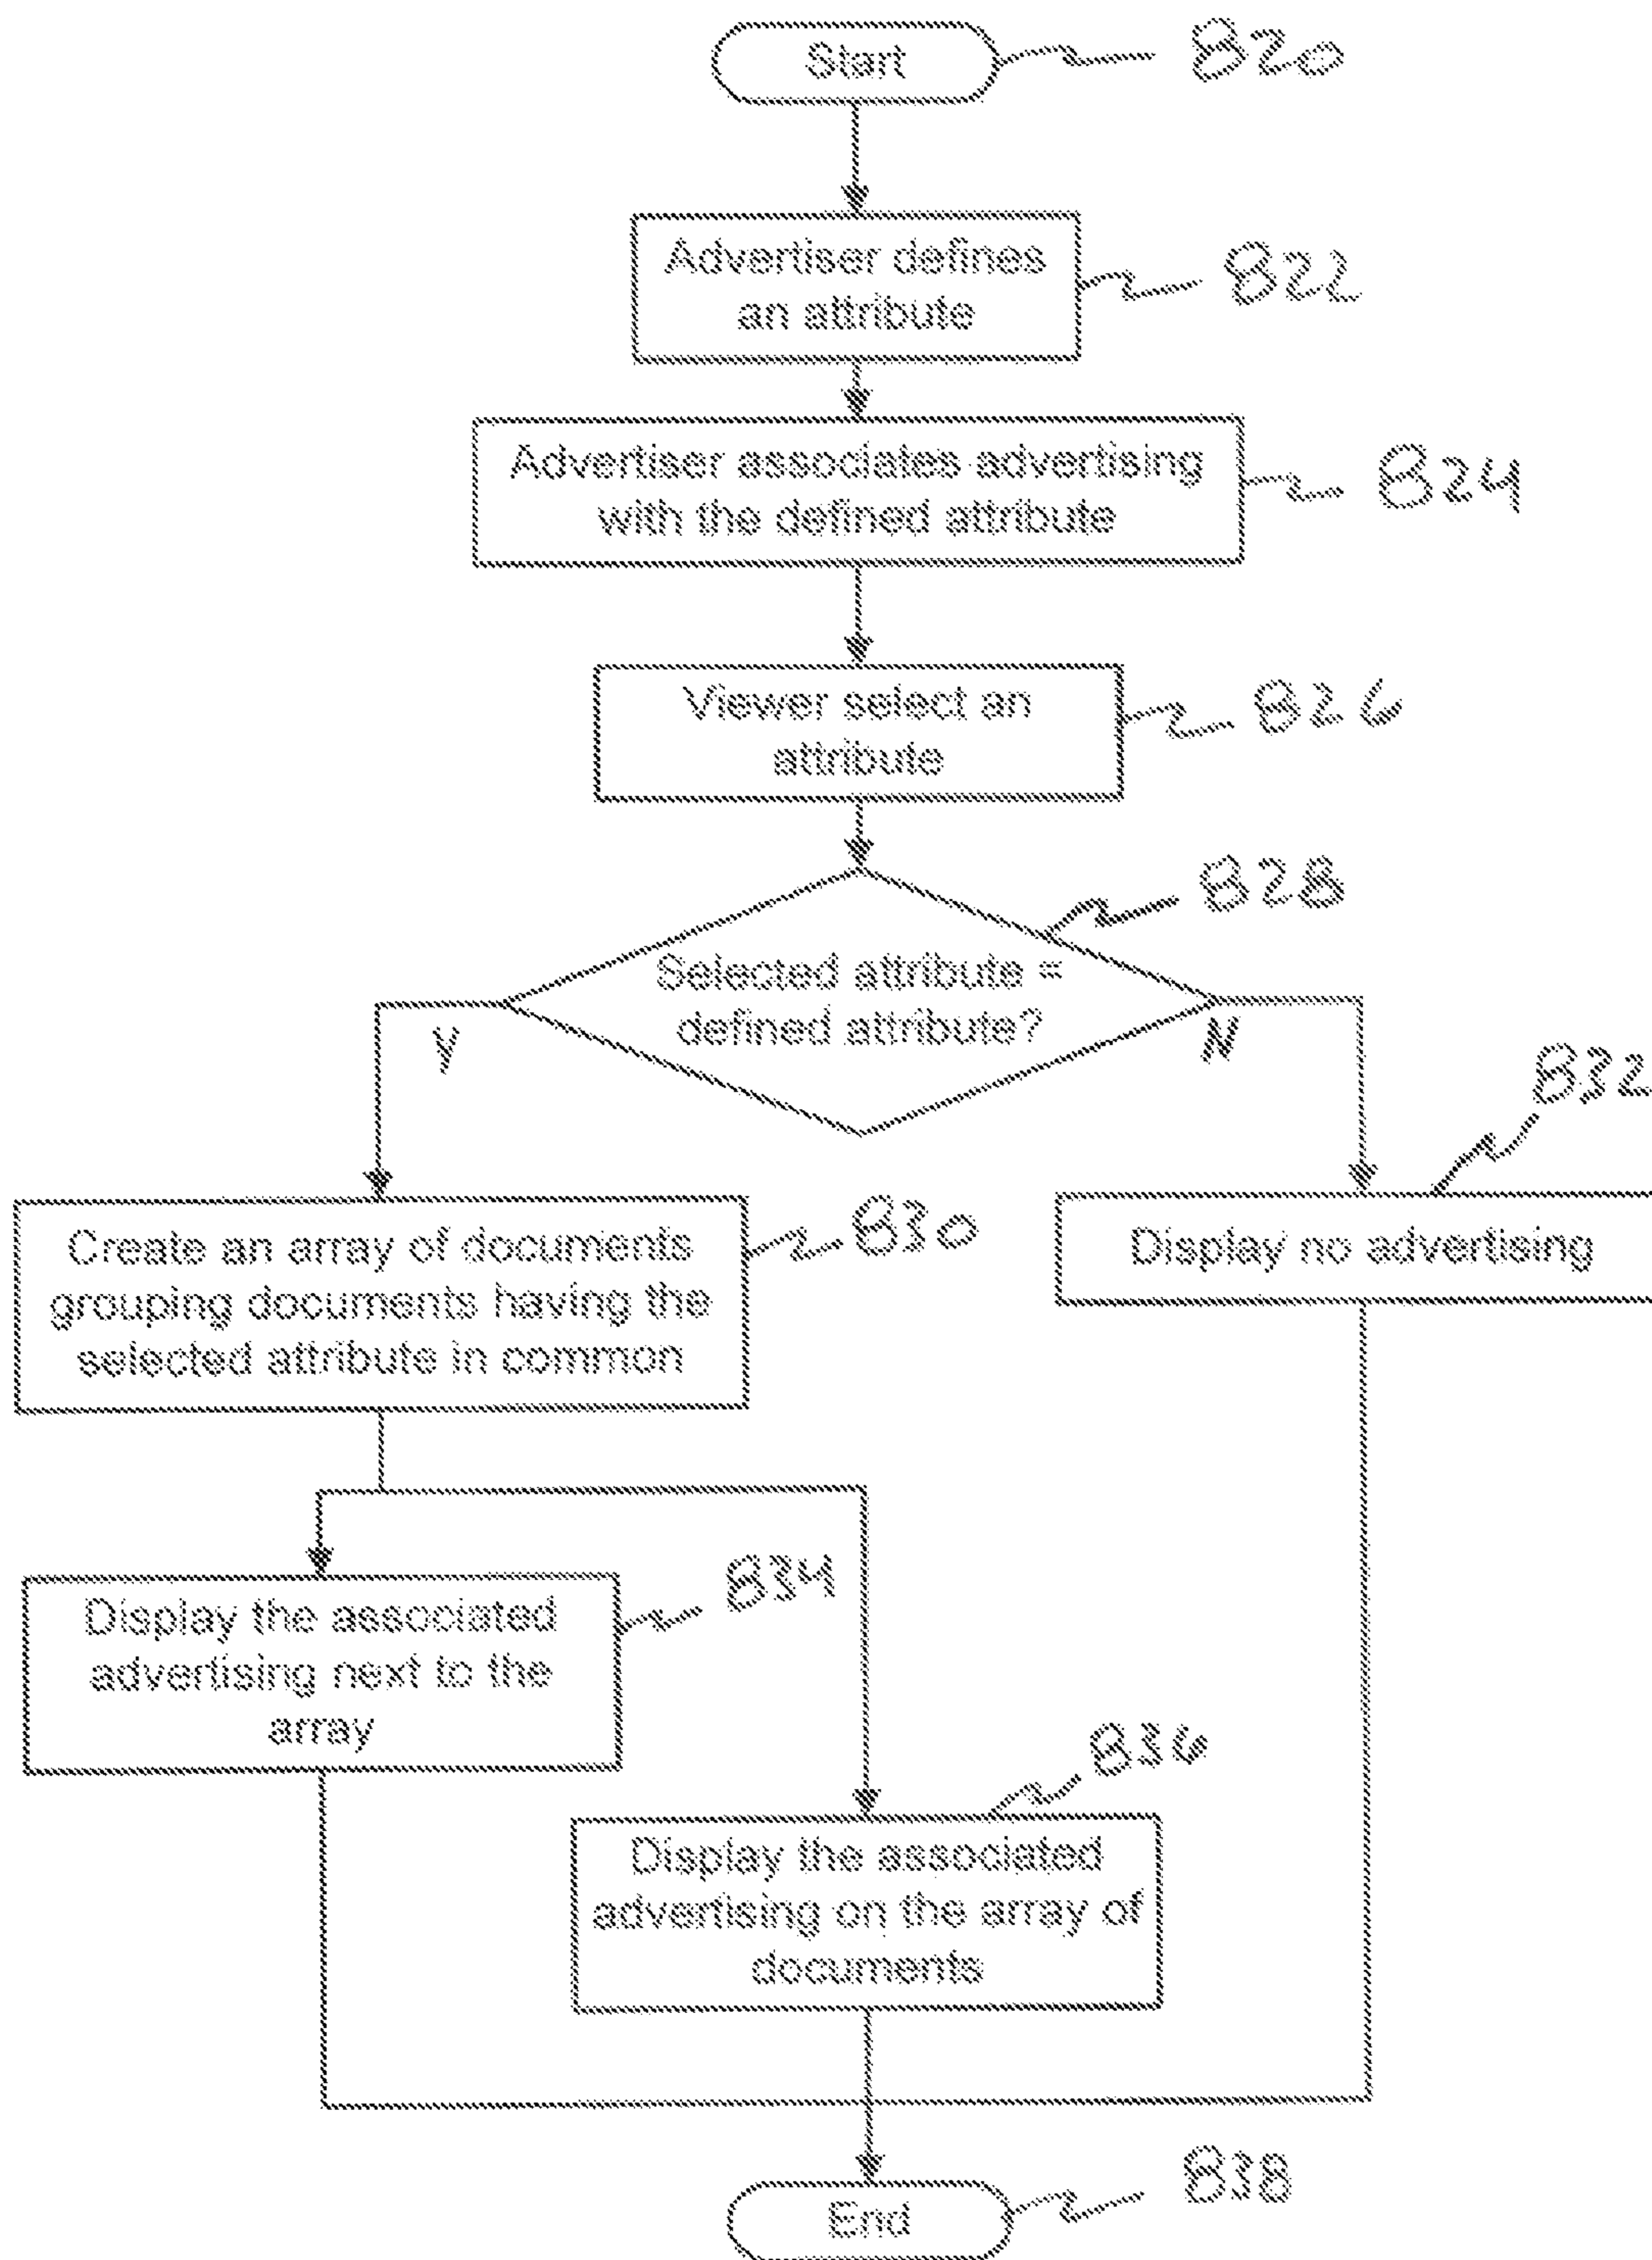 Start
820
Advertiser defines
an attribute
822
Advertiser associates advertising
with the defined attribute
824
Viewer select an
attribute
826
828
Selected attribute =
defined attribute?
Y
N
832
Create an array of documents
grouping documents having the
selected attribute in common
830
Display no advertising
Display the associated
advertising next to the
array
834
836
Display the associated
advertising on the array of
documents
End
838